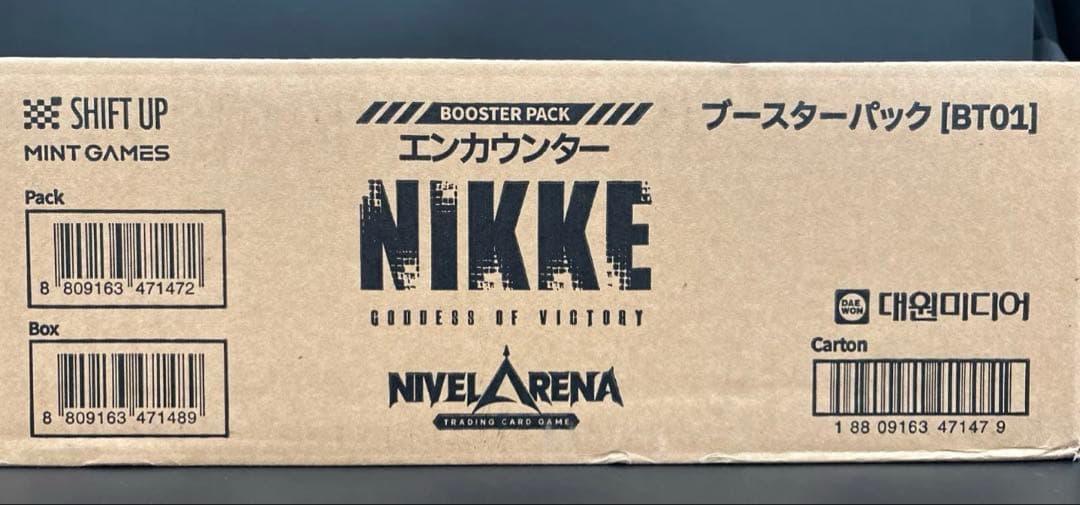 SHIFT UP
MINT GAMES
Pack
8 809163 471472
Box
8 809163 471489
BOOSTER PACK
エンカウンター
NIKKE
GODDESS OF VICTORY
NIVEL ARENA
TRADING CARD GAME
ブースターパック [BT01]
DAE WON
대원미디어
Carton
1 88 09163 47147 9